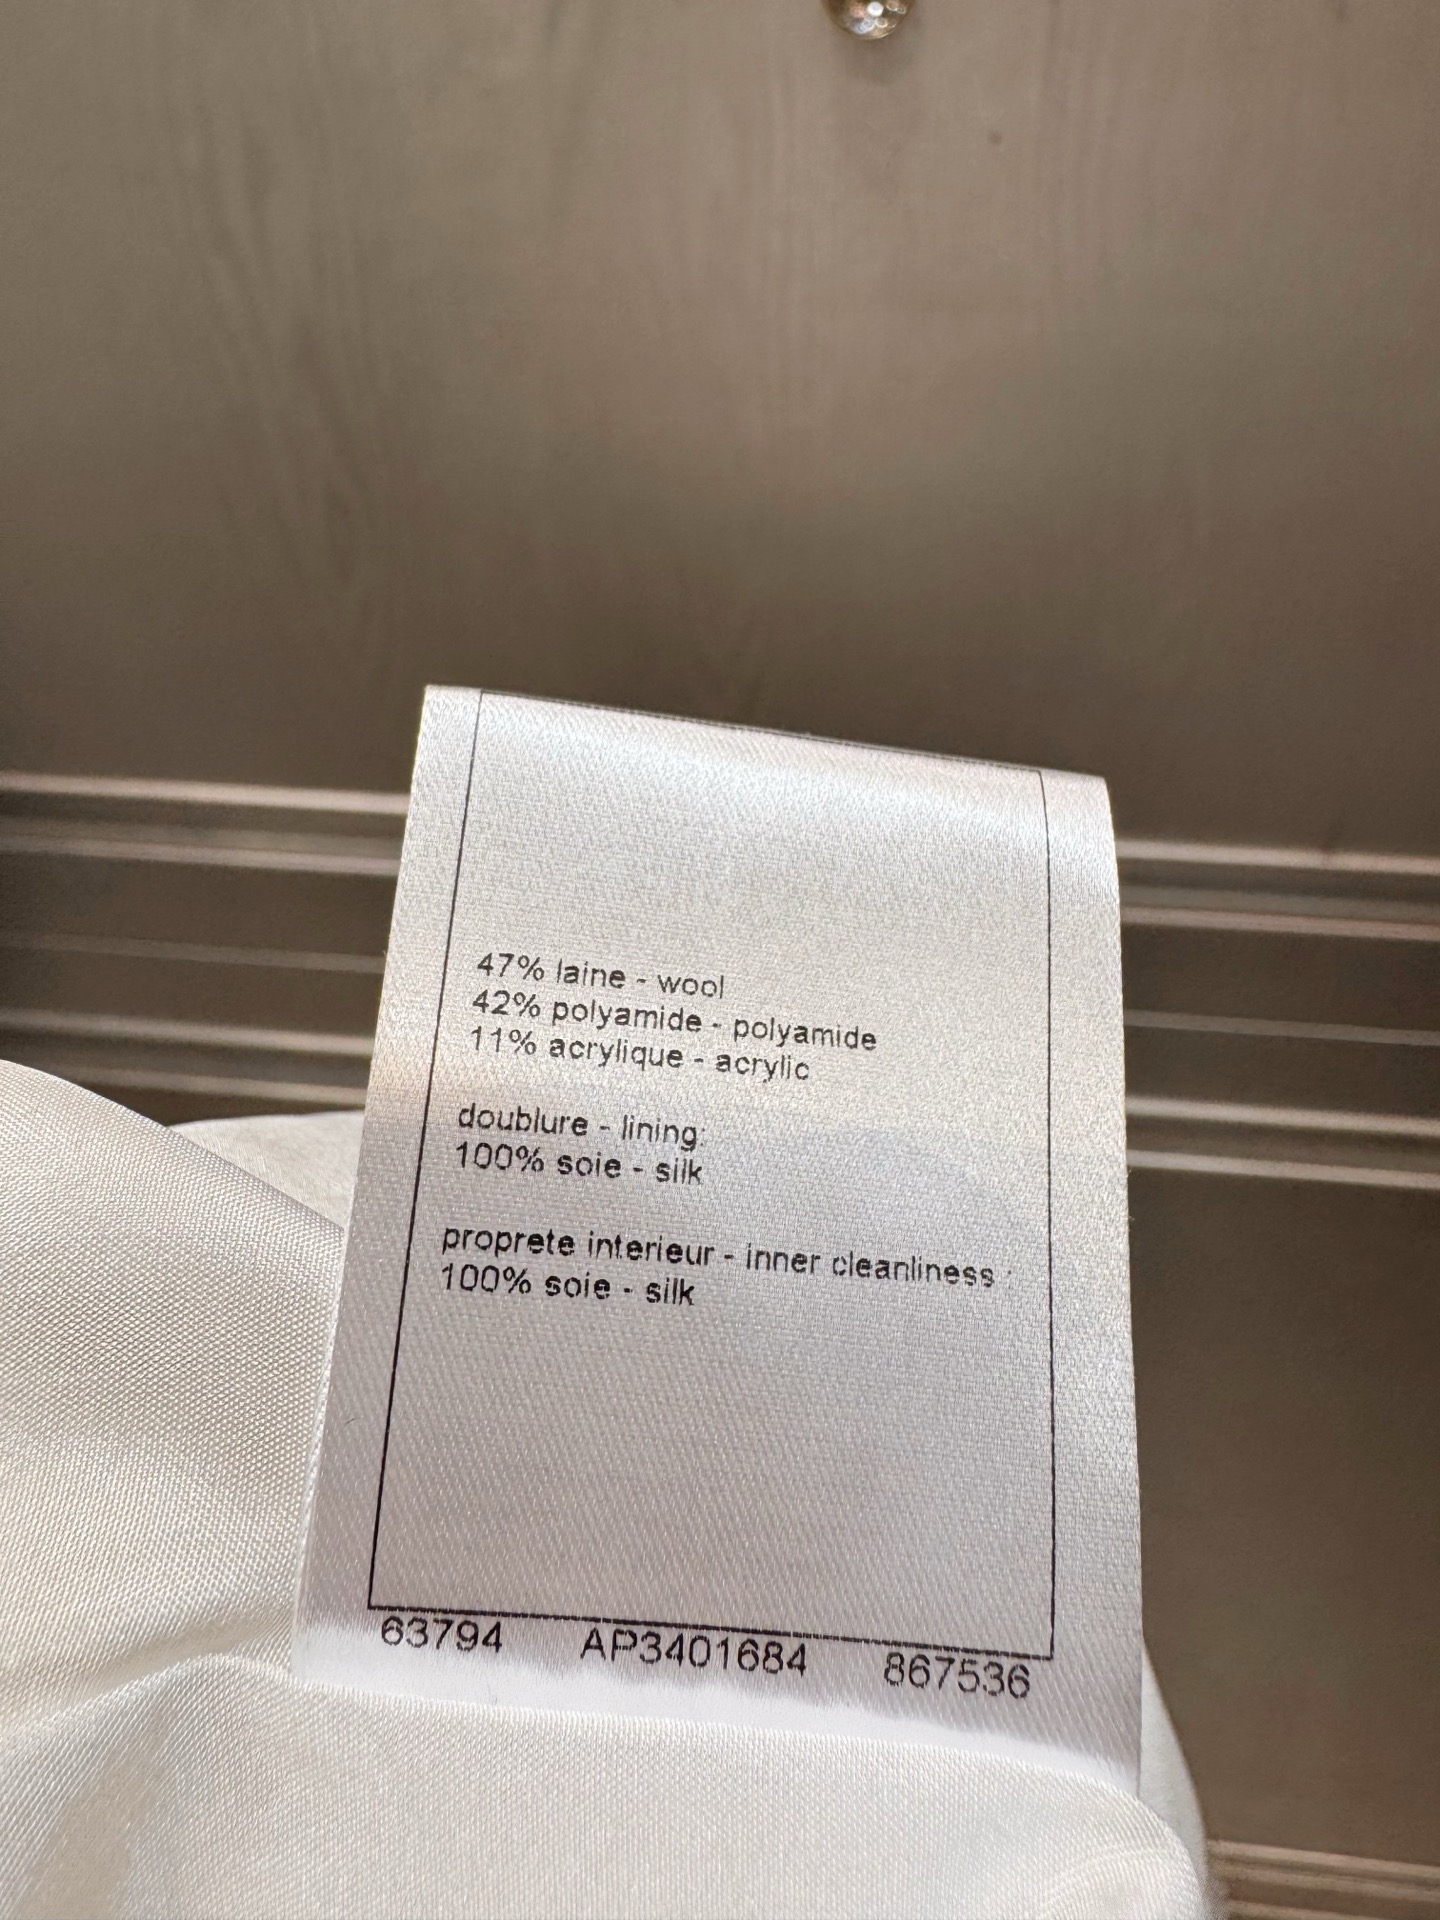 47% laine - wool
42% polyamide - polyamide
11% acrylique - acrylic
doublure - lining:
100% soie - silk
proprete interieur - inner cleanliness :
100% soie - silk
63794 AP3401684 867536